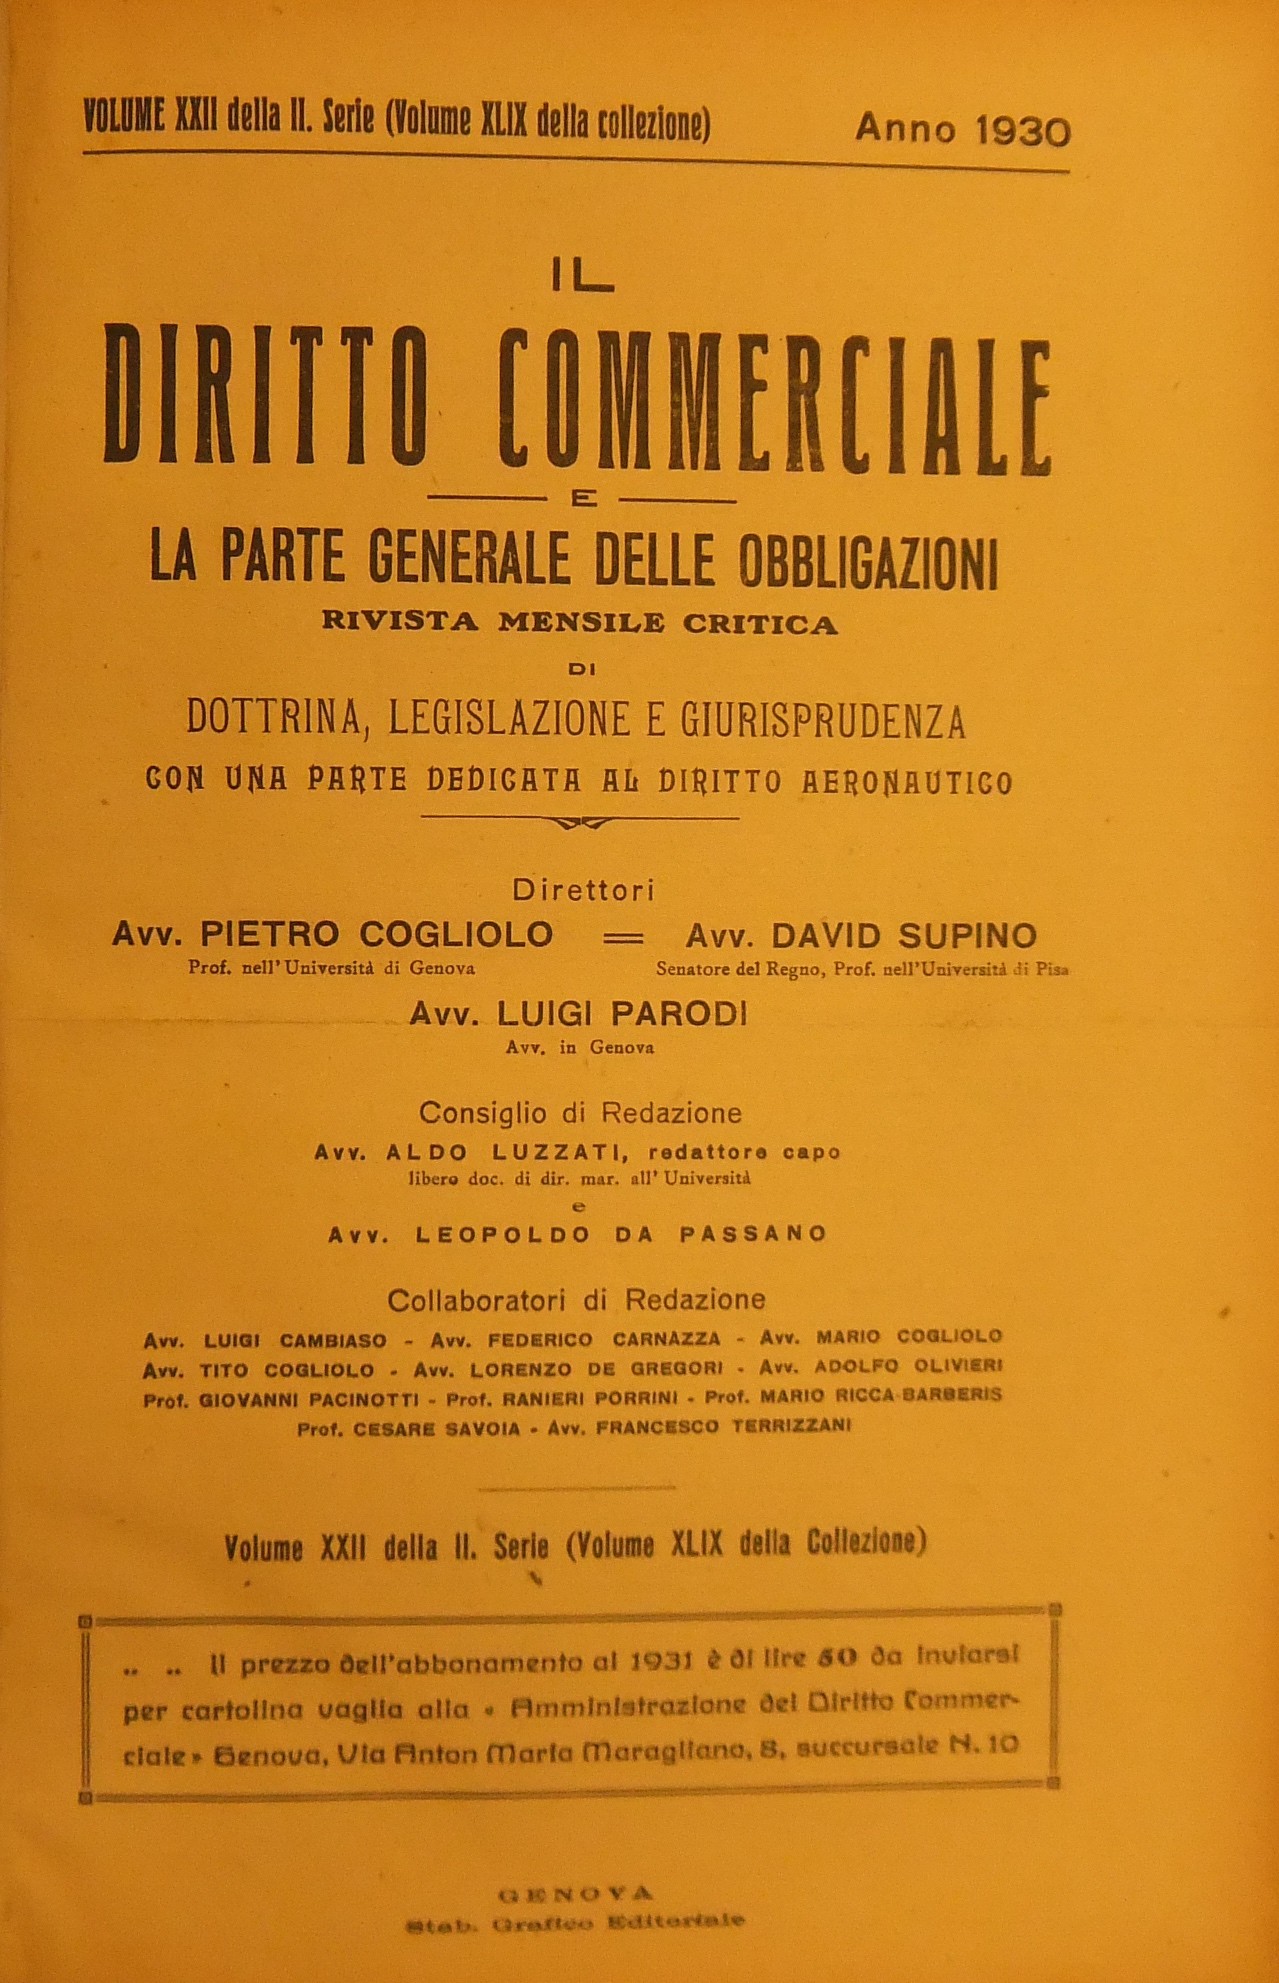 VOLUME XXII della II. Serie (Volume XLIX della collezione) Anno 1930
IL
DIRITTO COMMERCIALE
E
LA PARTE GENERALE DELLE OBBLIGAZIONI
RIVISTA MENSILE CRITICA
DI
DOTTRINA, LEGISLAZIONE E GIURISPRUDENZA
CON UNA PARTE DEDICATA AL DIRITTO AERONAUTICO
Direttori
Avv. PIETRO COGLIOLO = Avv. DAVID SUPINO
Prof. nell'Università di Genova Senatore del Regno, Prof. nell'Università di Pisa
Avv. LUIGI PARODI
Avv. in Genova
Consiglio di Redazione
Avv. ALDO LUZZATI, redattore capo
libero doc. di dir. mar. all'Università
e
Avv. LEOPOLDO DA PASSANO
Collaboratori di Redazione
Avv. LUIGI CAMBIASO - Avv. FEDERICO CARNAZZA - Avv. MARIO COGLIOLO
Avv. TITO COGLIOLO - Avv. LORENZO DE GREGORI - Avv. ADOLFO OLIVIERI
Prof. GIOVANNI PACINOTTI - Prof. RANIERI PORRINI - Prof. MARIO RICCA-BARBERIS
Prof. CESARE SAVOIA - Avv. FRANCESCO TERRIZZANI
Volume XXII della II. Serie (Volume XLIX della Collezione)
.. .. Il prezzo dell'abbonamento al 1931 è di lire 50 da inviarsi
per cartolina vaglia alla « Amministrazione del Diritto Commer-
ciale » Genova, Via Anton Maria Maragliano, 8, succursale N. 10
GENOVA
Stab. Grafico Editoriale